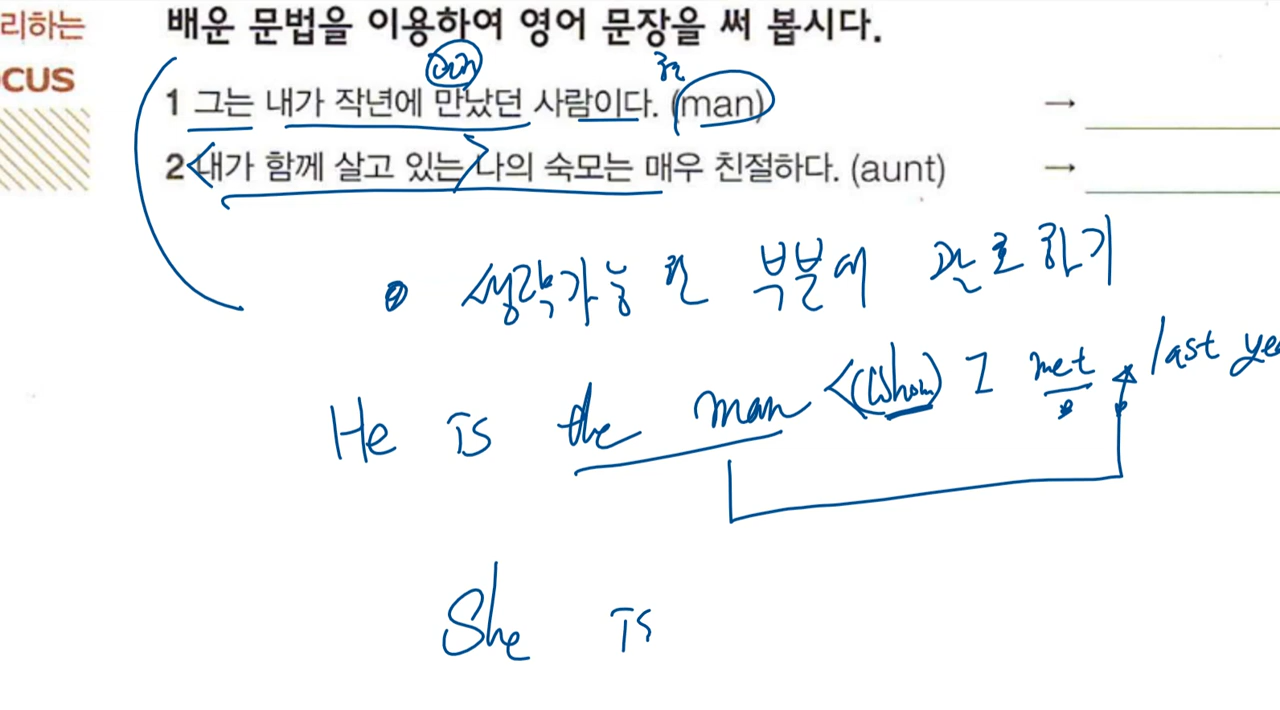 리하는
배운 문법을 이용하여 영어 문장을 써 봅시다.
CUS
1 그는 내가 작년에 만났던 사람이다. (man) →
2 내가 함께 살고 있는 나의 숙모는 매우 친절하다. (aunt) →
생략가능한 부분에 괄호하기
He is the man <(whom) I met last ye
She is